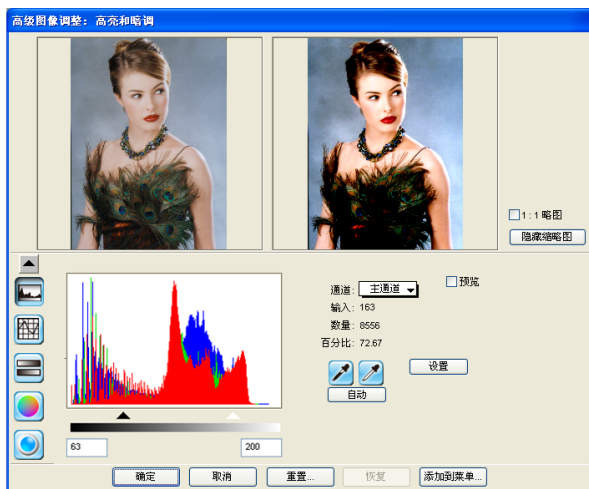 高级图像调整：高亮和暗调
1:1 略图
隐藏缩略图
通道：主通道
预览
输入：163
数量：8556
百分比：72.67
设置
自动
63
200
确定
取消
重置...
恢复
添加到菜单...